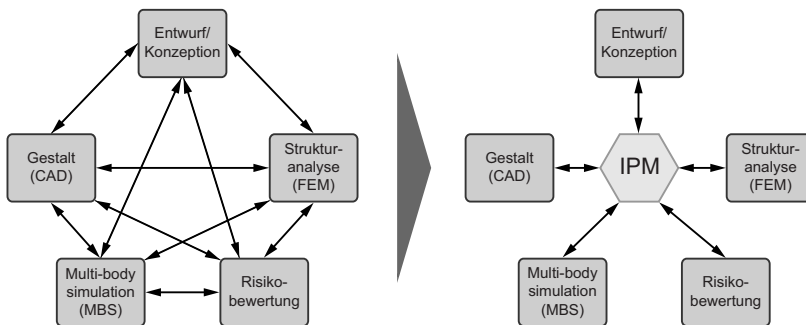 Entwurf/
Konzeption
Gestalt
(CAD)
Struktur-
analyse
(FEM)
Multi-body
simulation
(MBS)
Risiko-
bewertung
Entwurf/
Konzeption
Gestalt
(CAD)
IPM
Struktur-
analyse
(FEM)
Multi-body
simulation
(MBS)
Risiko-
bewertung